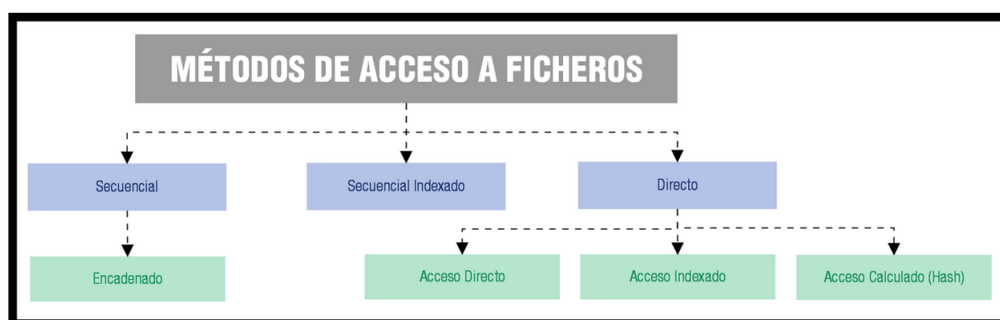 MÉTODOS DE ACCESO A FICHEROS
Secuencial
Secuencial Indexado
Directo
Encadenado
Acceso Directo
Acceso Indexado
Acceso Calculado (Hash)